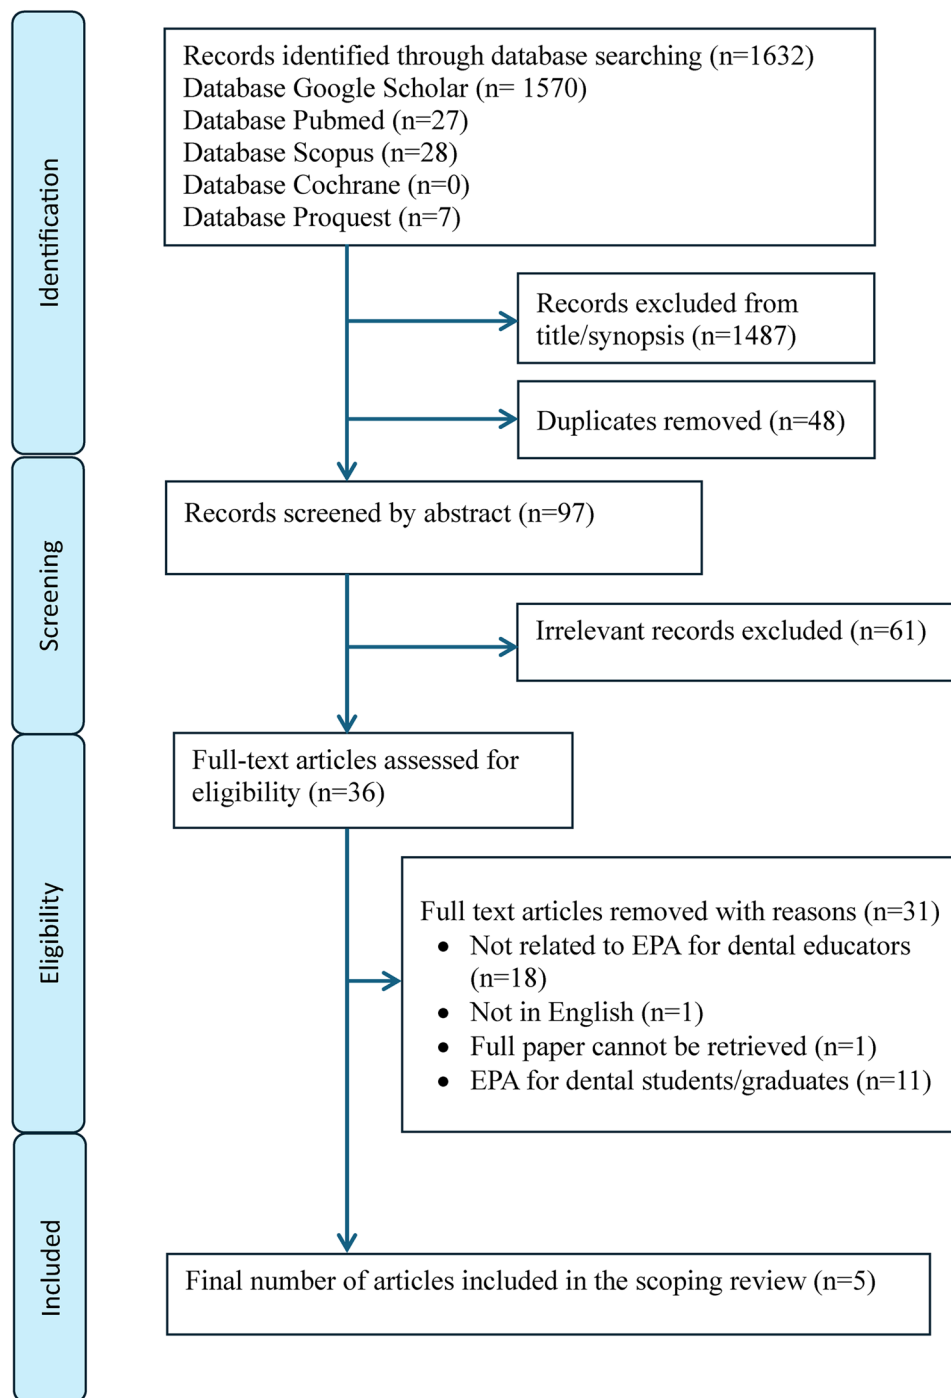 Identification
Records identified through database searching (n=1632)
Database Google Scholar (n= 1570)
Database Pubmed (n=27)
Database Scopus (n=28)
Database Cochrane (n=0)
Database Proquest (n=7)
Records excluded from
title/synopsis (n=1487)
Duplicates removed (n=48)
Screening
Records screened by abstract (n=97)
Irrelevant records excluded (n=61)
Eligibility
Full-text articles assessed for
eligibility (n=36)
Full text articles removed with reasons (n=31)
• Not related to EPA for dental educators
(n=18)
• Not in English (n=1)
• Full paper cannot be retrieved (n=1)
• EPA for dental students/graduates (n=11)
Included
Final number of articles included in the scoping review (n=5)